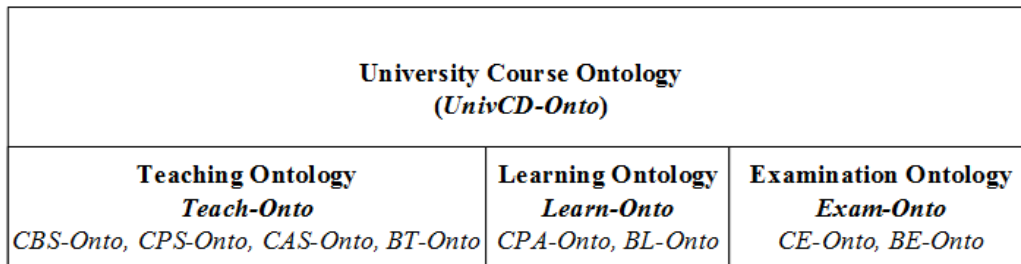 University Course Ontology
(UnivCD-Onto)
Teaching Ontology
Teach-Onto
CBS-Onto, CPS-Onto, CAS-Onto, BT-Onto
Learning Ontology
Learn-Onto
CPA-Onto, BL-Onto
Examination Ontology
Exam-Onto
CE-Onto, BE-Onto